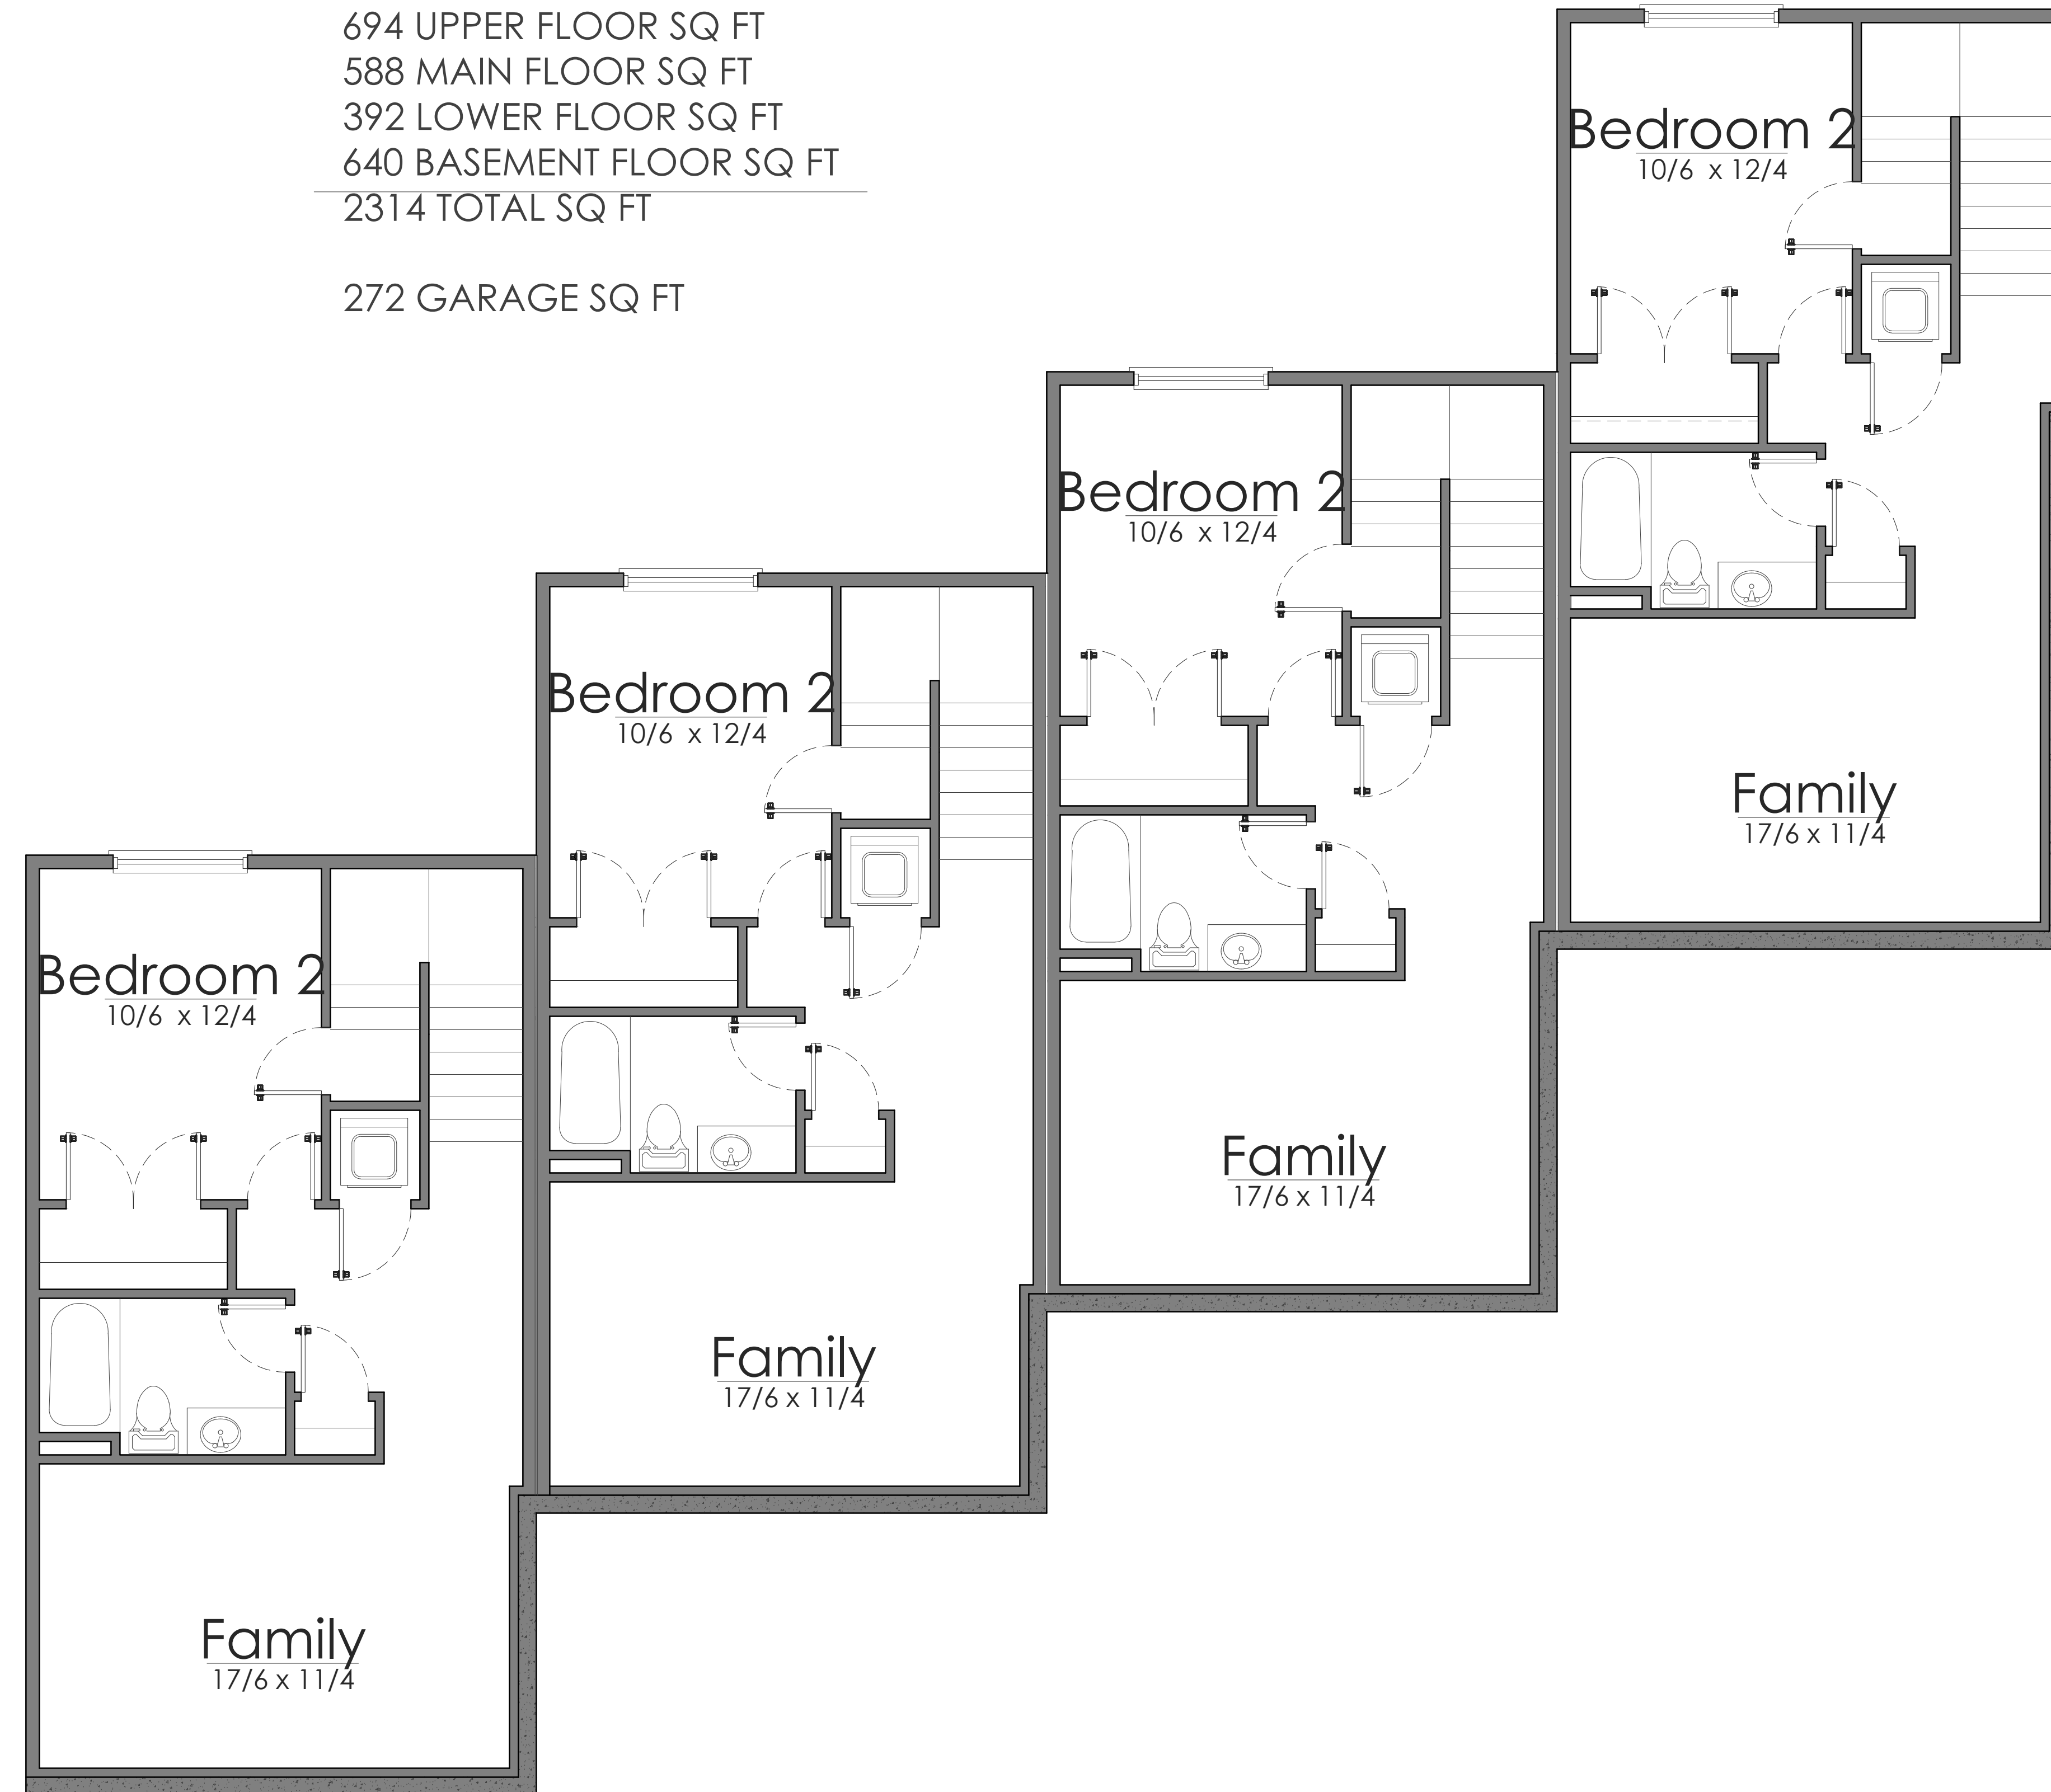 694 UPPER FLOOR SQ FT
588 MAIN FLOOR SQ FT
392 LOWER FLOOR SQ FT
640 BASEMENT FLOOR SQ FT
2314 TOTAL SQ FT
272 GARAGE SQ FT
Bedroom 2
10/6 x 12/4
Family
17/6 x 11/4
Bedroom 2
10/6 x 12/4
Family
17/6 x 11/4
Bedroom 2
10/6 x 12/4
Family
17/6 x 11/4
Bedroom 2
10/6 x 12/4
Family
17/6 x 11/4